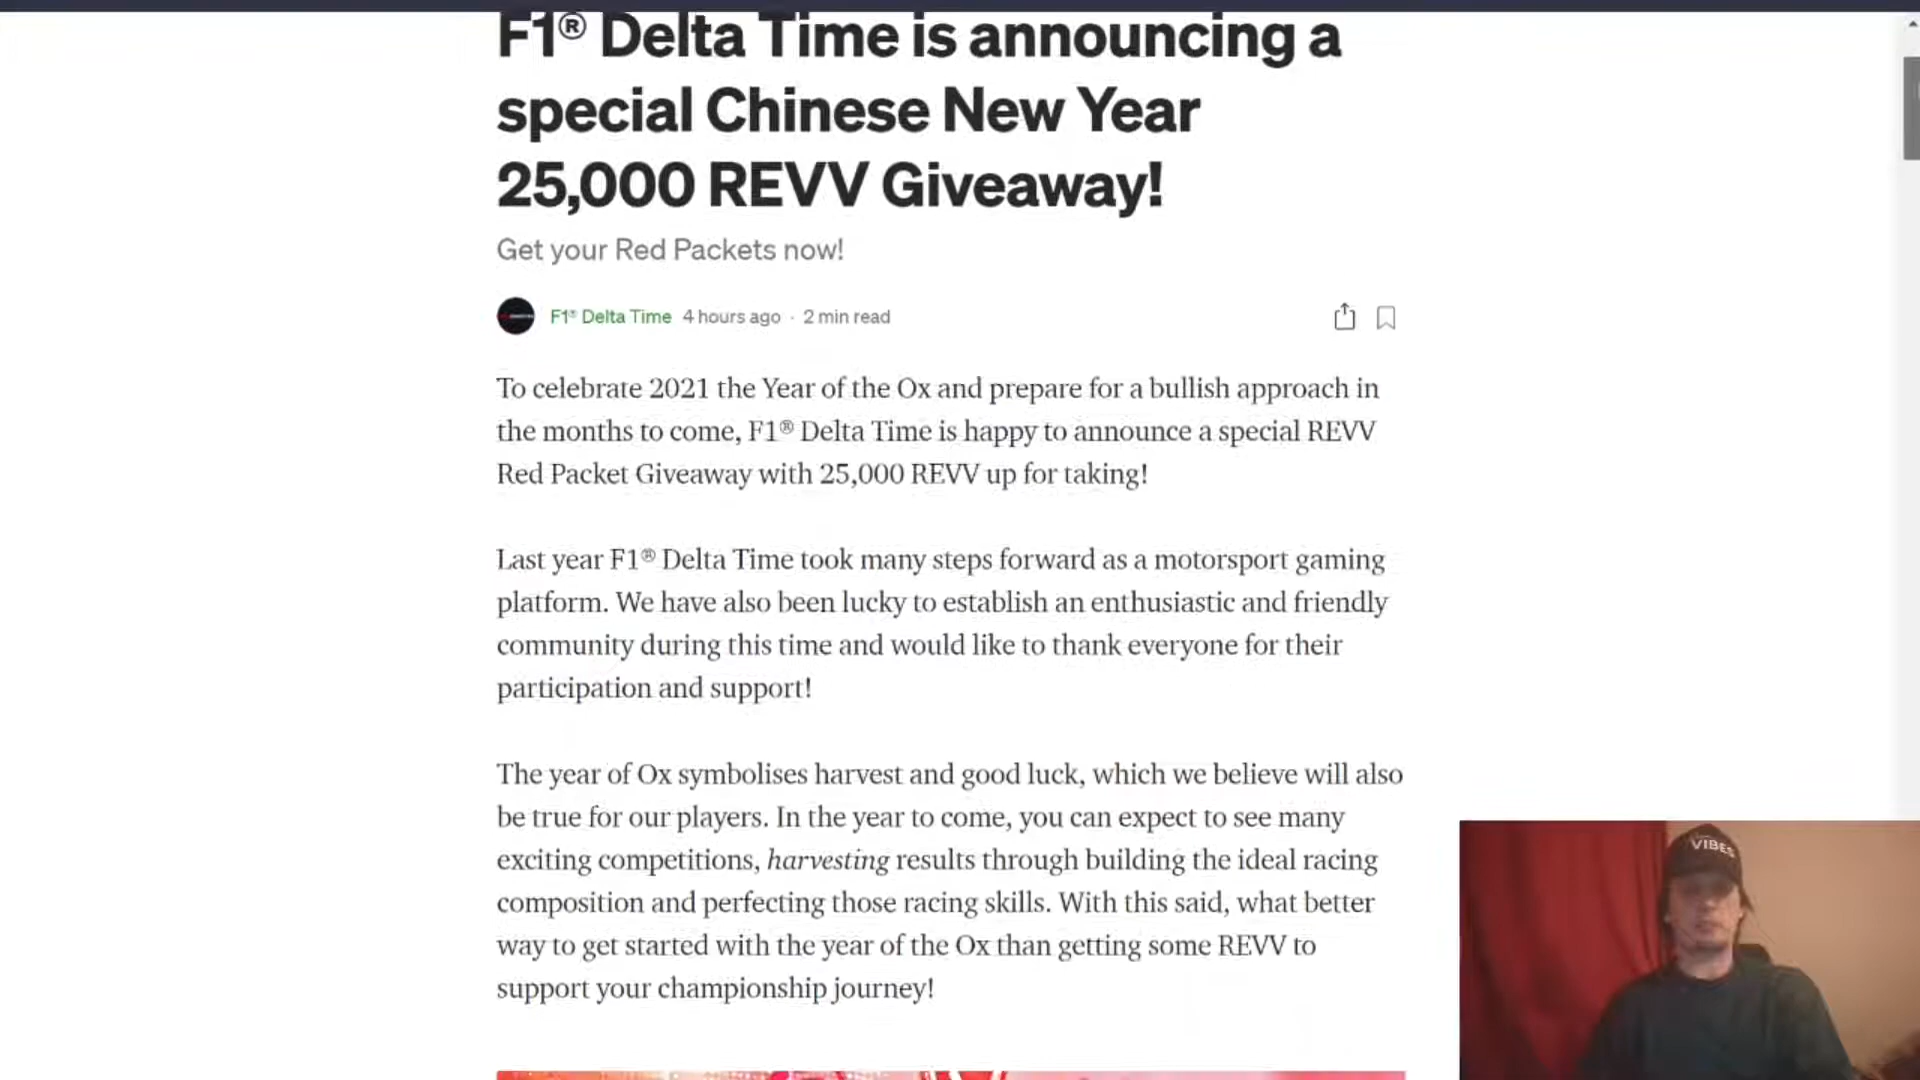 F1® Delta Time is announcing a
special Chinese New Year
25,000 REVV Giveaway!
Get your Red Packets now!
F1® Delta Time 4 hours ago · 2 min read
To celebrate 2021 the Year of the Ox and prepare for a bullish approach in
the months to come, F1® Delta Time is happy to announce a special REVV
Red Packet Giveaway with 25,000 REVV up for taking!
Last year F1® Delta Time took many steps forward as a motorsport gaming
platform. We have also been lucky to establish an enthusiastic and friendly
community during this time and would like to thank everyone for their
participation and support!
The year of Ox symbolises harvest and good luck, which we believe will also
be true for our players. In the year to come, you can expect to see many
exciting competitions, harvesting results through building the ideal racing
composition and perfecting those racing skills. With this said, what better
way to get started with the year of the Ox than getting some REVV to
support your championship journey!
VIBES